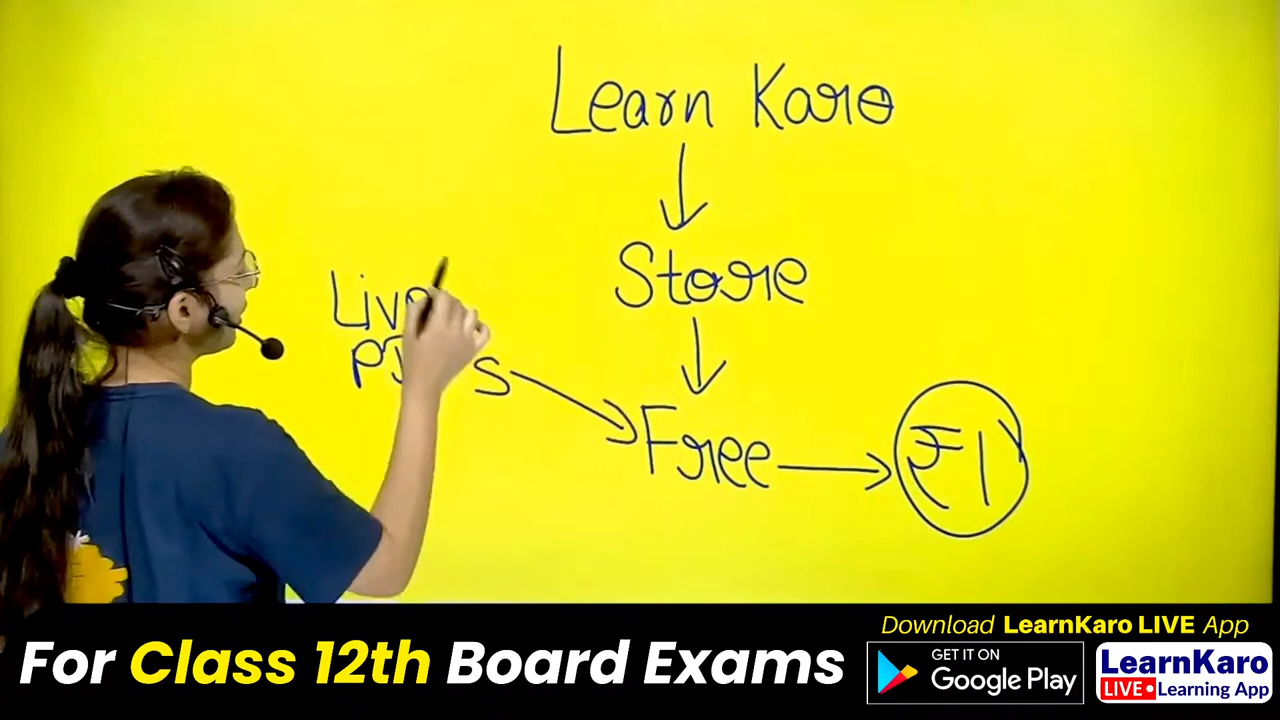 Learn Karo
Store
Live
Free
₹1
For Class 12th Board Exams
Download LearnKaro LIVE App
GET IT ON
Google Play
LearnKaro
LIVE Learning App